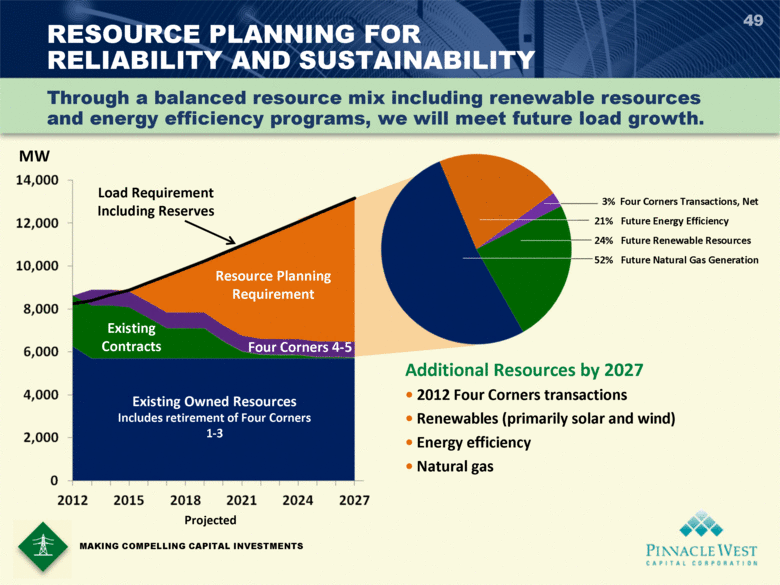 49
RESOURCE PLANNING FOR
RELIABILITY AND SUSTAINABILITY
Through a balanced resource mix including renewable resources
and energy efficiency programs, we will meet future load growth.
MW
14,000
12,000
10,000
8,000
6,000
4,000
2,000
0
Load Requirement
Including Reserves
Resource Planning
Requirement
Existing
Contracts
Four Corners 4-5
Existing Owned Resources
Includes retirement of Four Corners
1-3
2012 2015 2018 2021 2024 2027
Projected
3% Four Corners Transactions, Net
21% Future Energy Efficiency
24% Future Renewable Resources
52% Future Natural Gas Generation
Additional Resources by 2027
• 2012 Four Corners transactions
• Renewables (primarily solar and wind)
• Energy efficiency
• Natural gas
MAKING COMPELLING CAPITAL INVESTMENTS
PINNACLE WEST
CAPITAL CORPORATION